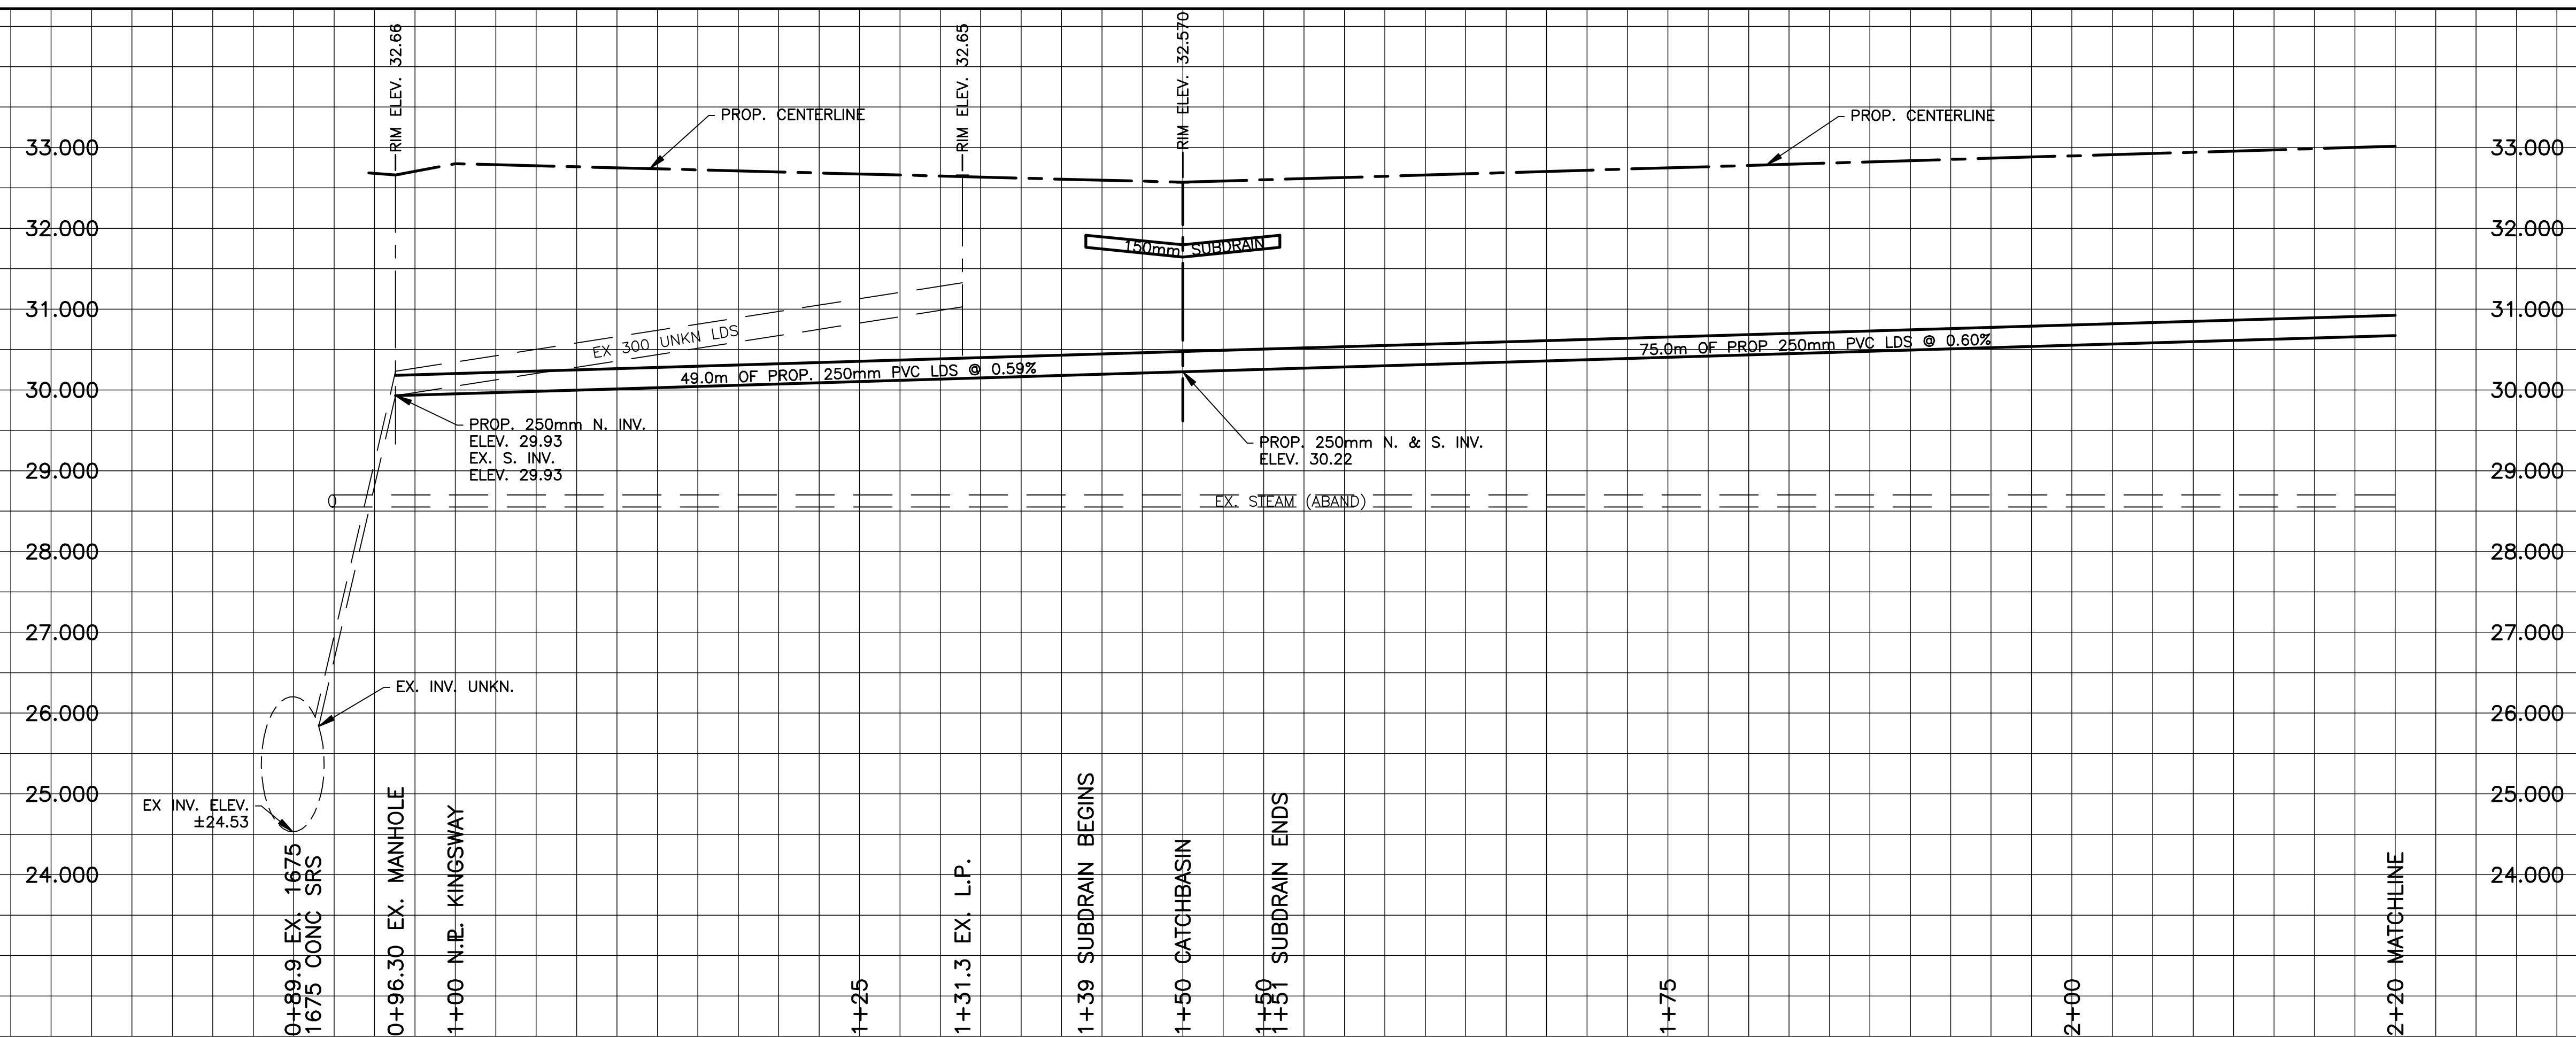 RIM ELEV. 32.66
RIM ELEV. 32.65
RIM ELEV. 32.570
PROP. CENTERLINE
PROP. CENTERLINE
33.000
33.000
32.000
32.000
150mm SUBDRAIN
31.000
31.000
EX 300 UNKN LDS
49.0m OF PROP. 250mm PVC LDS @ 0.59%
75.0m OF PROP 250mm PVC LDS @ 0.60%
30.000
30.000
PROP. 250mm N. INV.
ELEV. 29.93
EX. S. INV.
ELEV. 29.93
PROP. 250mm N. & S. INV.
ELEV. 30.22
29.000
29.000
EX. STEAM (ABAND)
28.000
28.000
27.000
27.000
EX. INV. UNKN.
26.000
26.000
25.000
25.000
EX INV. ELEV.
±24.53
24.000
24.000
0+89.9 EX. 1675
1675 CONC SRS
0+96.30 EX. MANHOLE
1+00 N.P.L. KINGSWAY
1+25
1+31.3 EX. L.P.
1+39 SUBDRAIN BEGINS
1+50 CATCHBASIN
1+50
1+51 SUBDRAIN ENDS
1+75
2+00
2+20 MATCHLINE